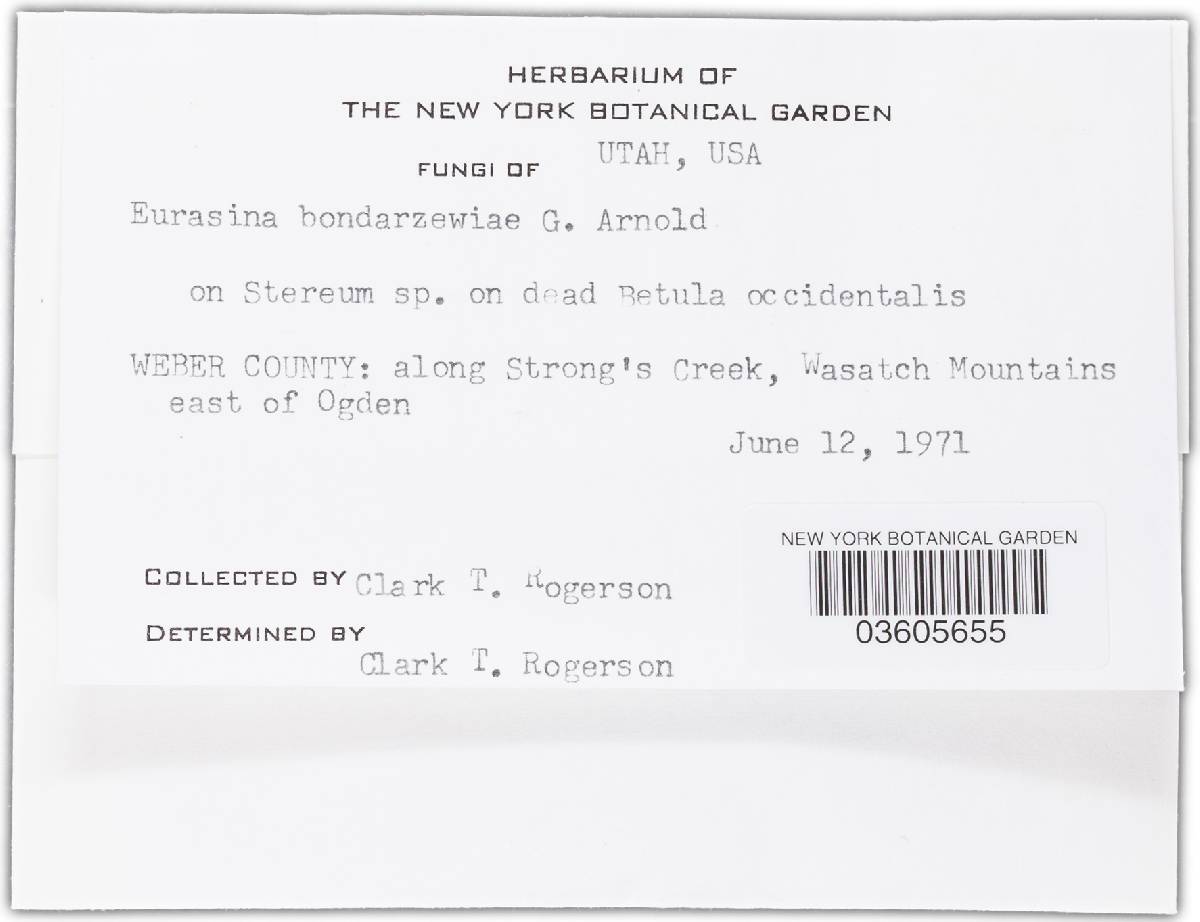 HERBARIUM OF
THE NEW YORK BOTANICAL GARDEN
FUNGI OF UTAH, USA
Eurasina bondarzewiae G. Arnold
on Stereum sp. on dead Betula occidentalis
WEBER COUNTY: along Strong's Creek, Wasatch Mountains
east of Ogden
June 12, 1971
NEW YORK BOTANICAL GARDEN
03605655
COLLECTED BY Clark T. Rogerson
DETERMINED BY
Clark T. Rogerson